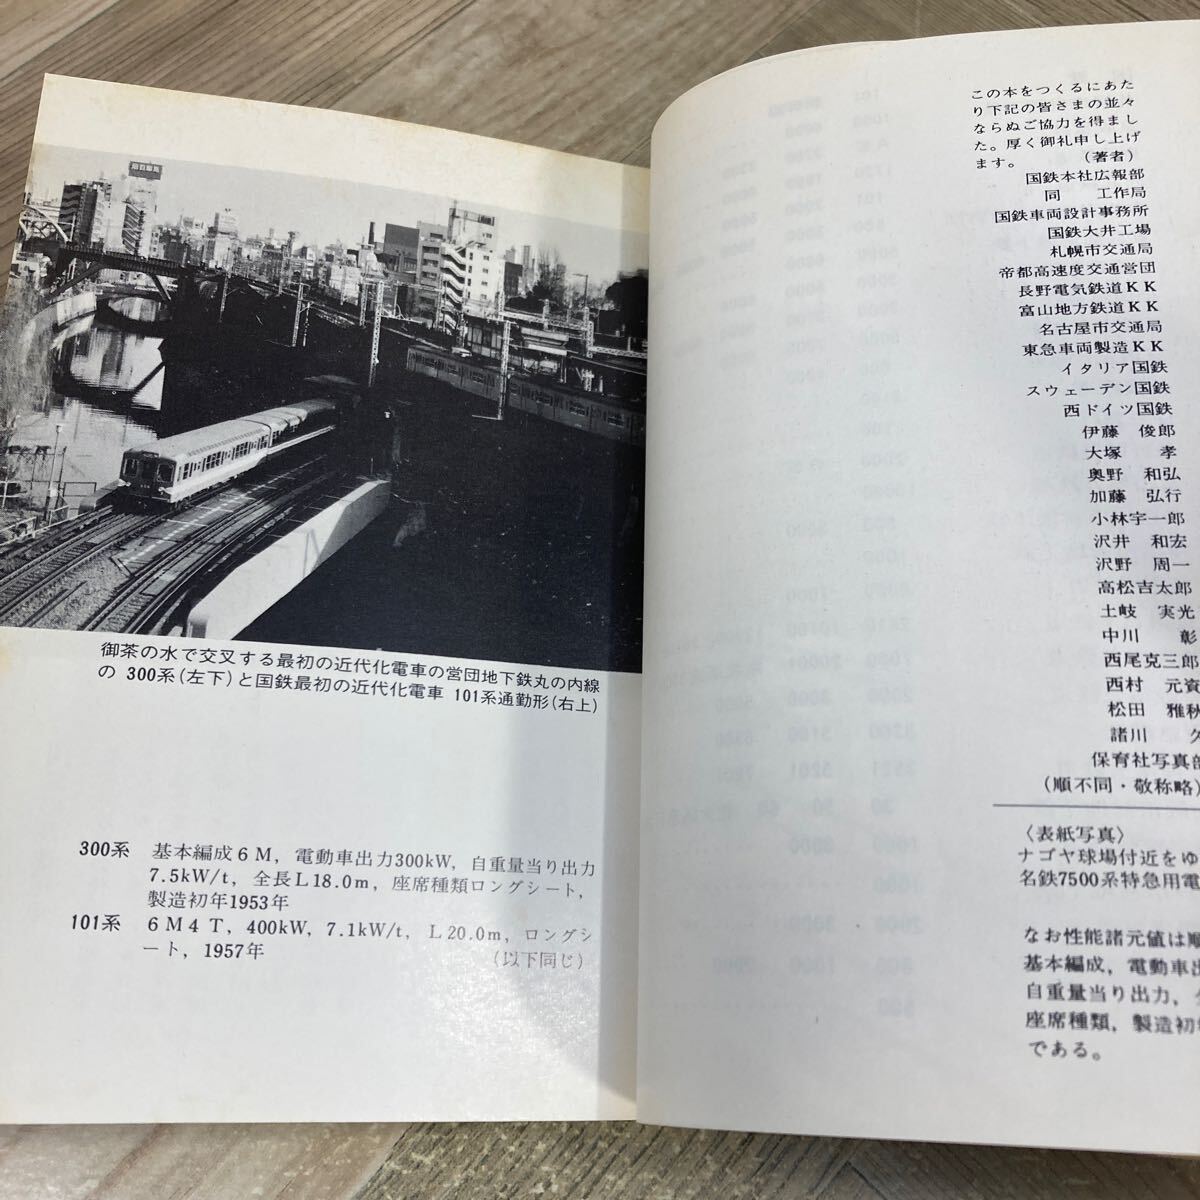 御茶の水で交叉する最初の近代化電車の営団地下鉄丸の内線
の 300系(左下)と国鉄最初の近代化電車 101系通勤形(右上)
300系 基本編成6M，電動車出力300kW，自重量当り出力
7.5kW/t，全長L18.0m，座席種類ロングシート，
製造初年1953年
101系 6M4T，400kW，7.1kW/t，L20.0m，ロングシ
ート，1957年 (以下同じ)
この本をつくるにあた
り下記の皆さまの並々
ならぬご協力を得まし
た。厚く御礼申し上げ
ます。 (著者)
国鉄本社広報部
同 工作局
国鉄車両設計事務所
国鉄大井工場
札幌市交通局
帝都高速度交通営団
長野電気鉄道KK
富山地方鉄道KK
名古屋市交通局
東急車両製造KK
イタリア国鉄
スウェーデン国鉄
西ドイツ国鉄
伊藤 俊郎
大塚 孝
奥野 和弘
加藤 弘行
小林宇一郎
沢井 和宏
沢野 周一
高松吉太郎
土岐 実光
中川 彰
西尾克三郎
西村 元資
松田 雅秋
諸川 久
保育社写真部
(順不同・敬称略)
〈表紙写真〉
ナゴヤ球場付近をゆ
名鉄7500系特急用電
なお性能諸元値は順
基本編成，電動車出
自重量当り出力，全
座席種類，製造初年
である。